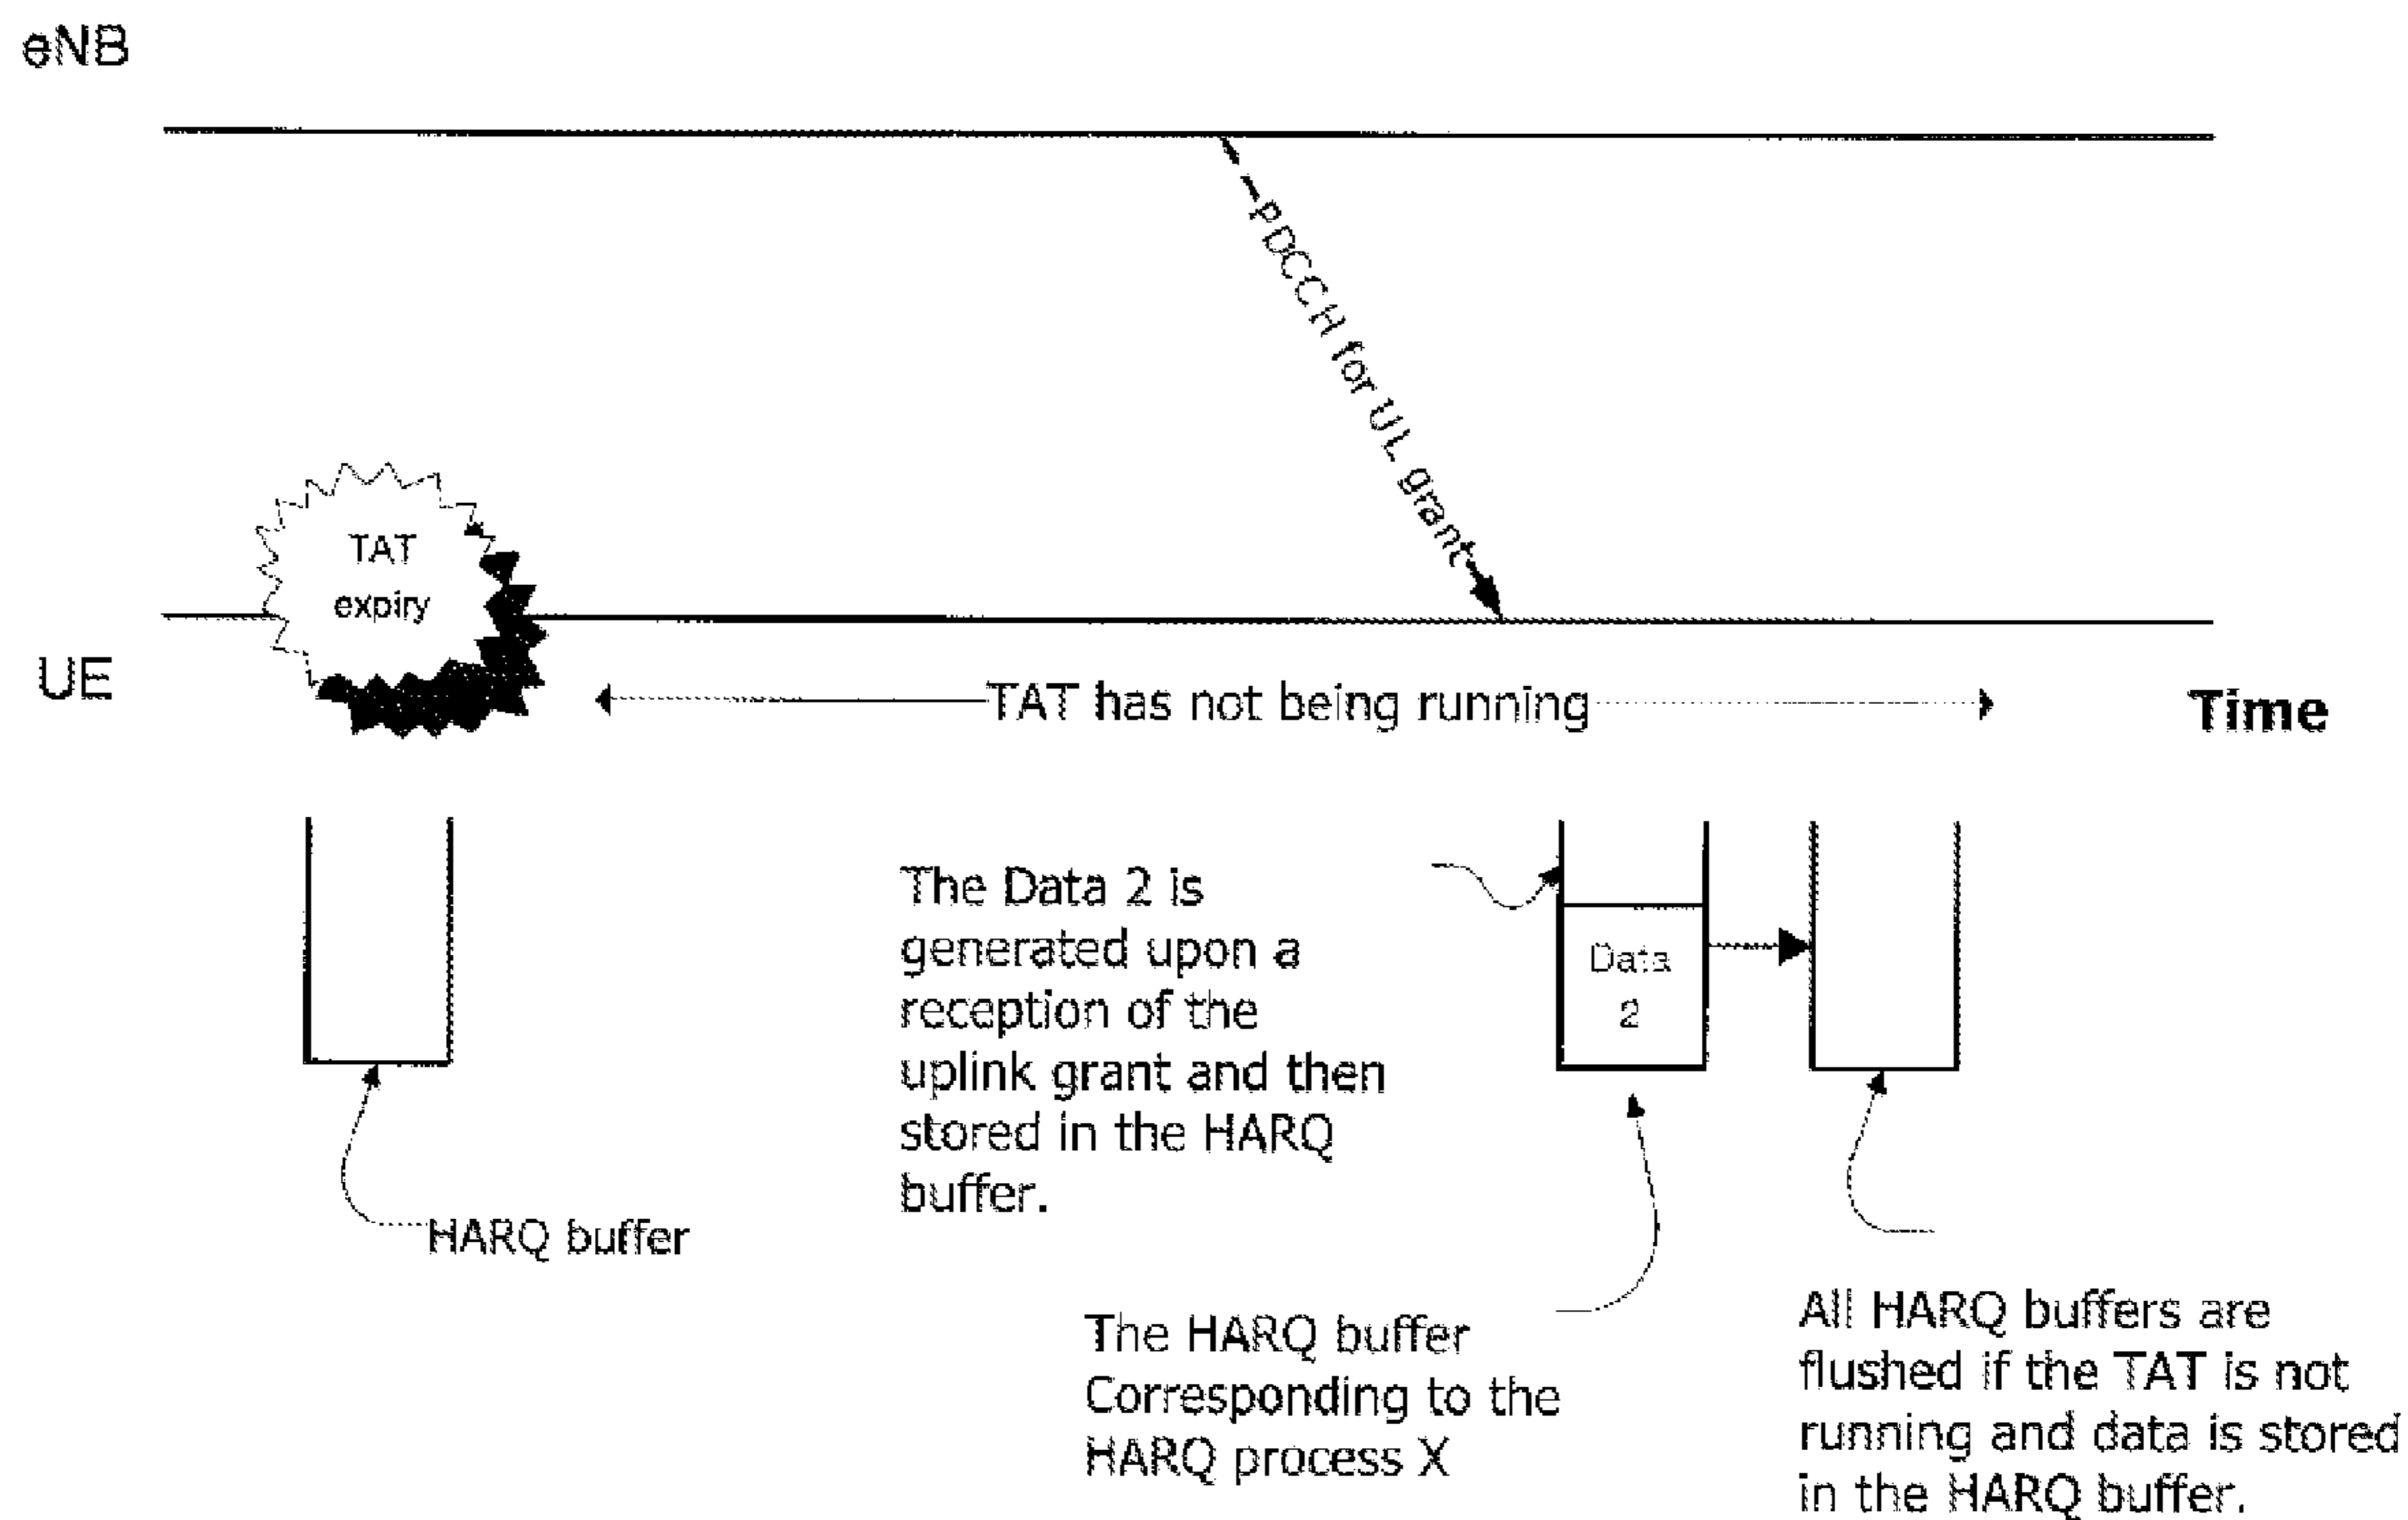 eNB
PDCCH for UL grant
TAT
expiry
UE
TAT has not being running
Time
The Data 2 is
generated upon a
reception of the
uplink grant and then
stored in the HARQ
buffer.
Data
2
HARQ buffer
The HARQ buffer
Corresponding to the
HARQ process X
All HARQ buffers are
flushed if the TAT is not
running and data is stored
in the HARQ buffer.